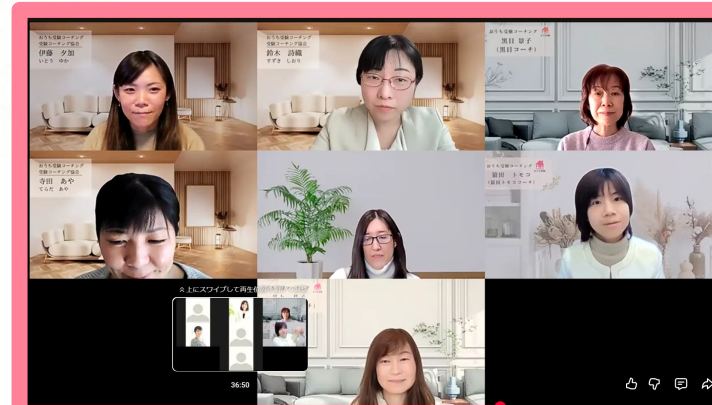 おうち受験コーチング
受験コーチング協会
伊藤 夕加
いとう ゆか
おうち受験コーチング
受験コーチング協会
鈴木 詩織
すずき しおり
おうち受験コーチング
黒目 景子
(黒目コーチ)
おうち受験コーチング
受験コーチング協会
寺田 あや
てらだ あや
おうち受験コーチング
猿田 トモコ
(猿田トモココーチ)
上にスワイプして再生位
36:50